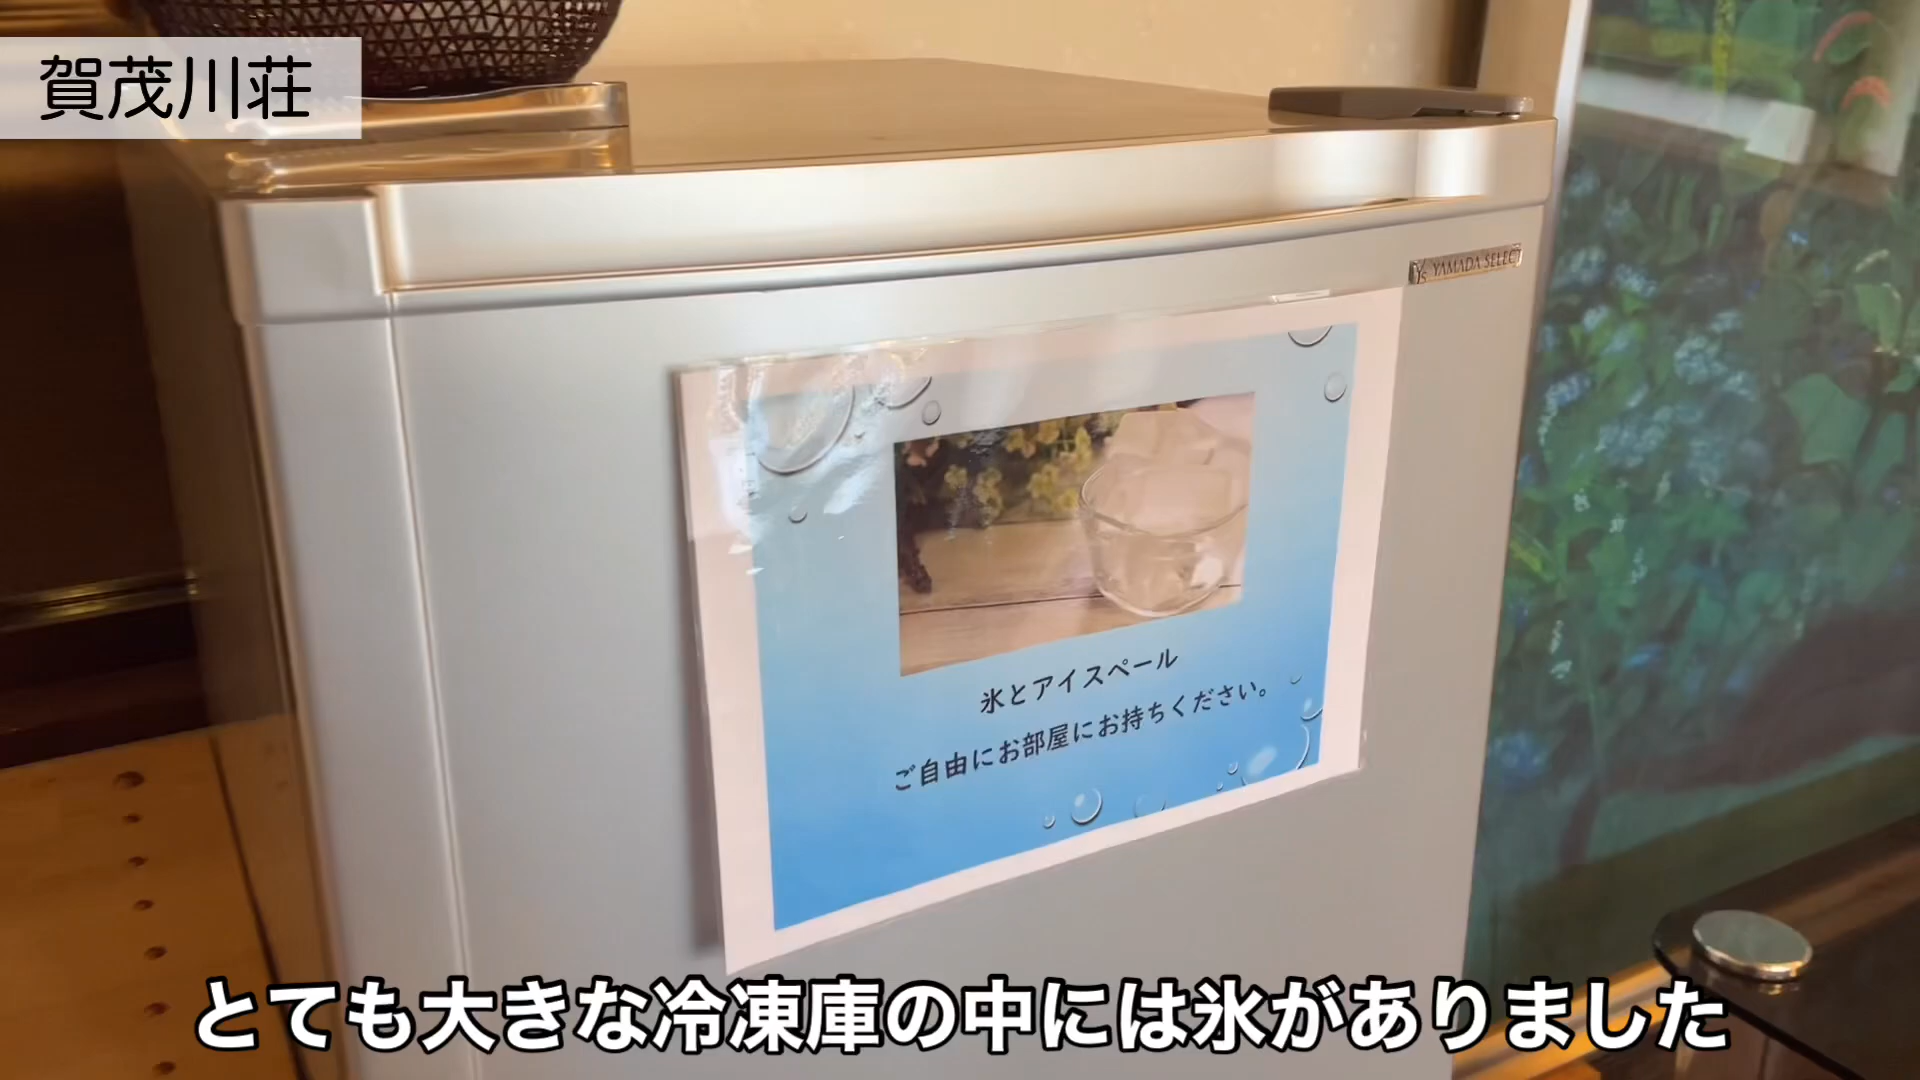 賀茂川荘
YS YAMADA SELECT
氷とアイスペール
ご自由にお部屋にお持ちください。
とても大きな冷凍庫の中には氷がありました